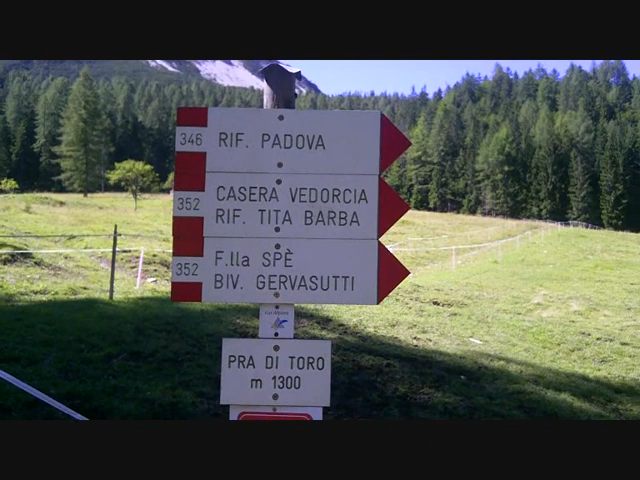 346 RIF. PADOVA
352 CASERA VEDORCIA
RIF. TITA BARBA
352 F.lla SPÈ
BIV. GERVASUTTI
PRA DI TORO
m 1300